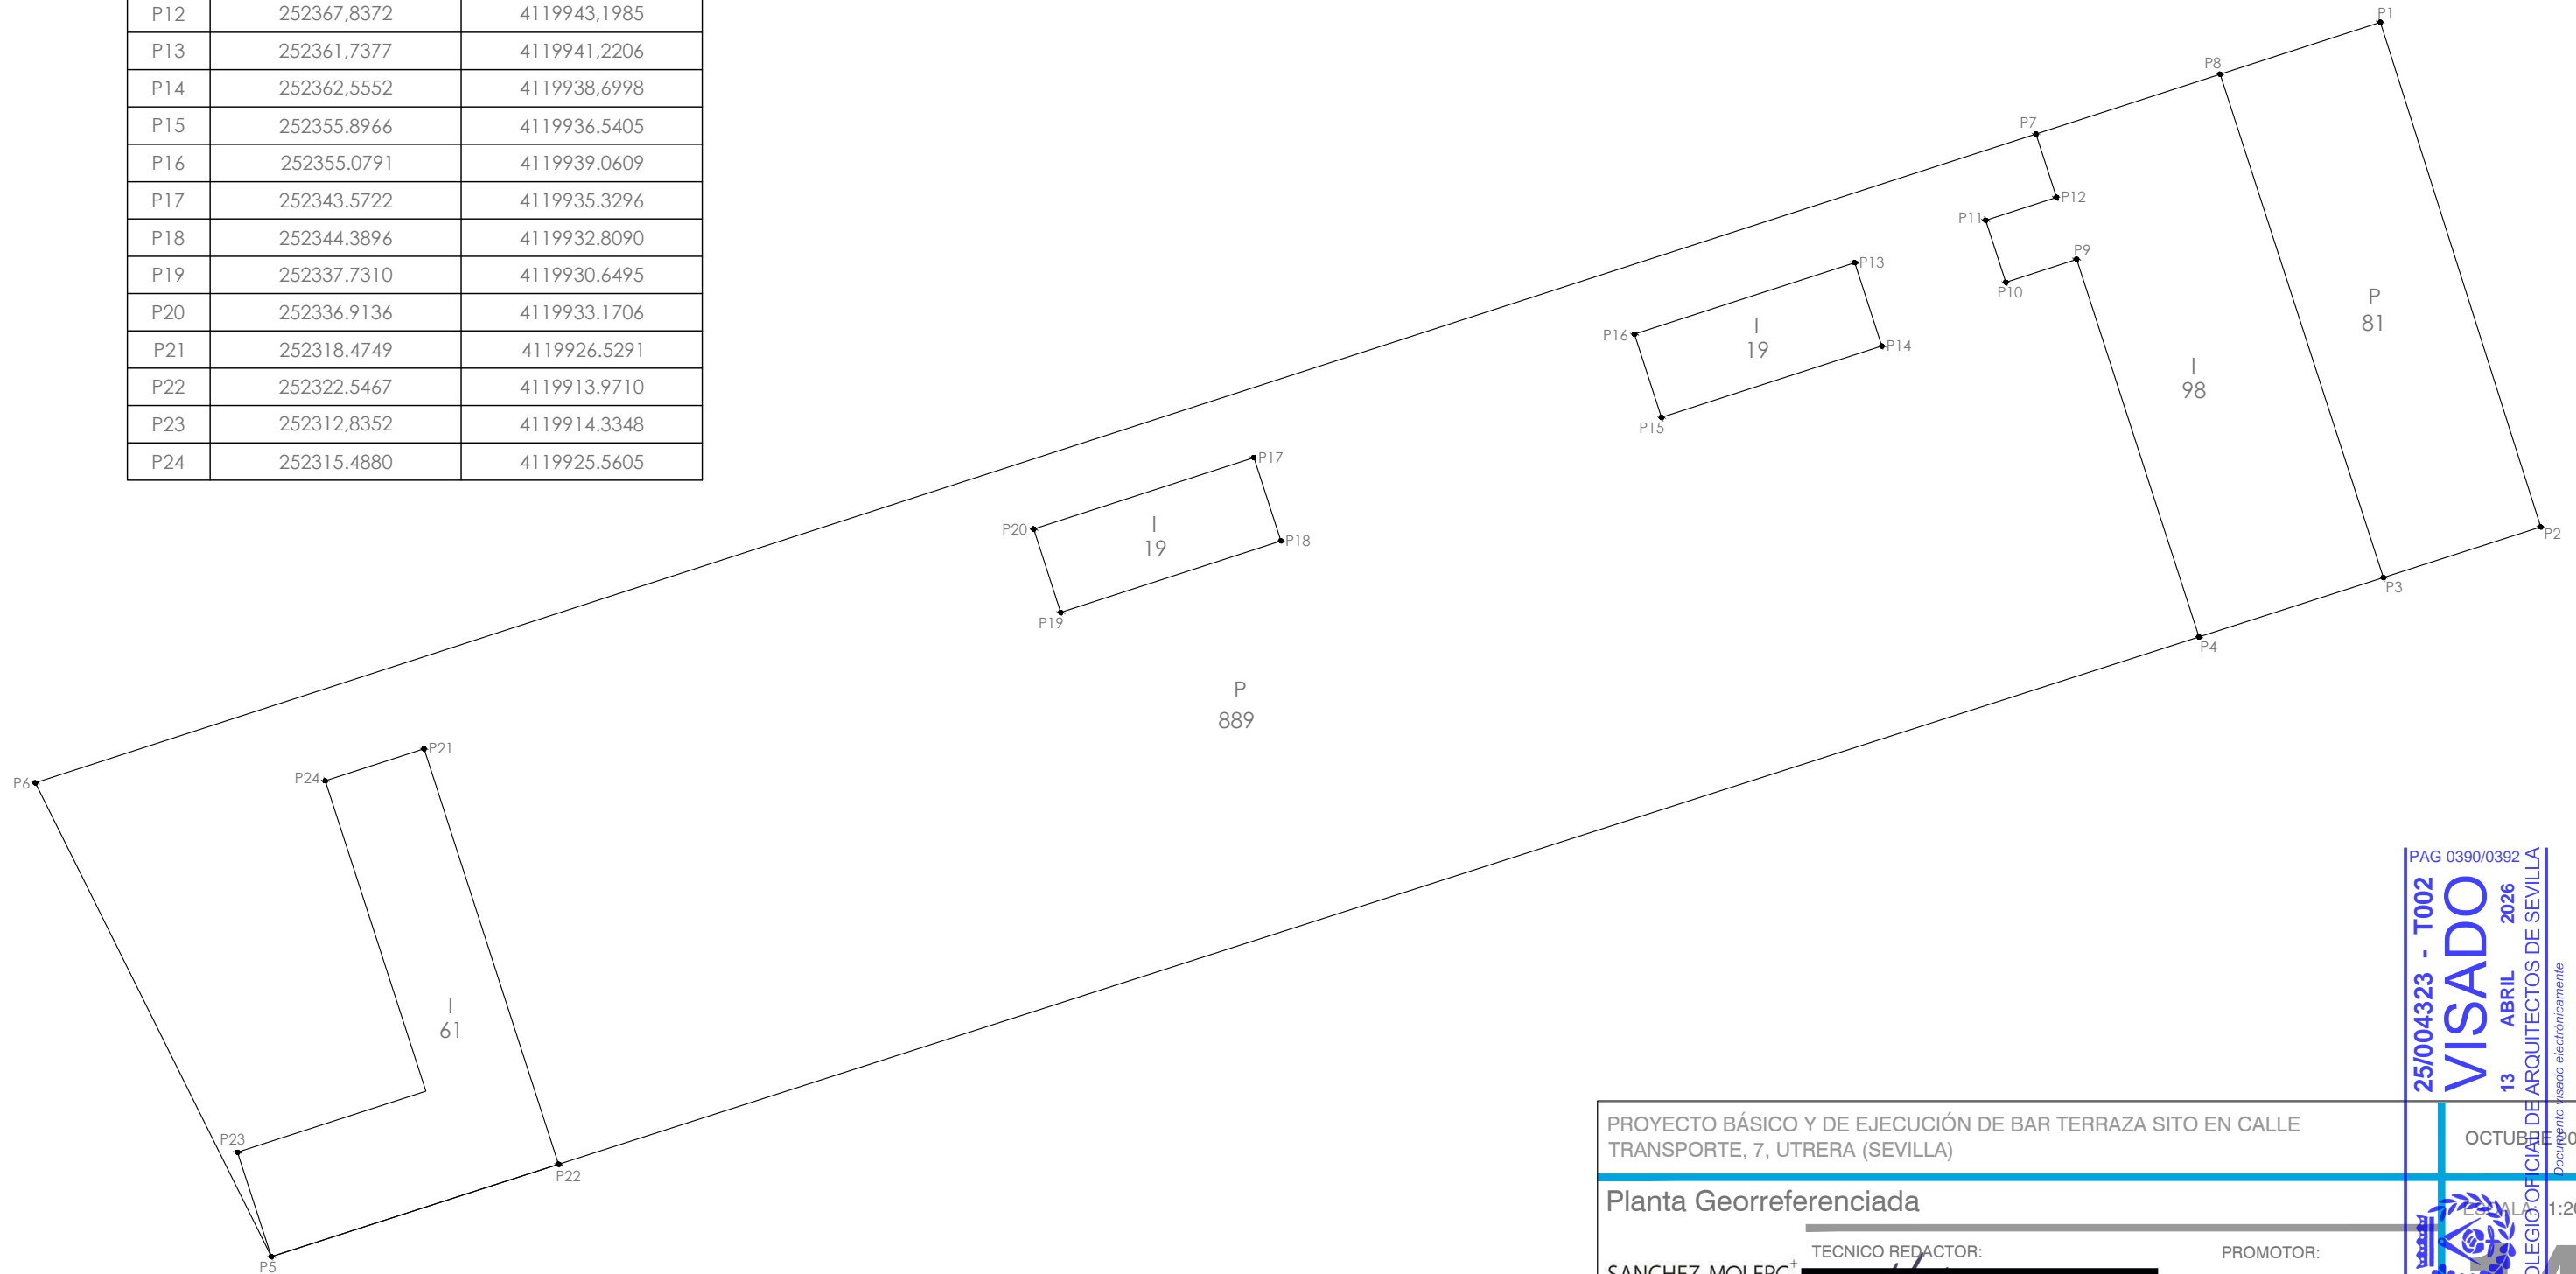 P12 252367,8372 4119943,1985
P13 252361,7377 4119941,2206
P14 252362,5552 4119938,6998
P15 252355.8966 4119936.5405
P16 252355.0791 4119939.0609
P17 252343.5722 4119935.3296
P18 252344.3896 4119932.8090
P19 252337.7310 4119930.6495
P20 252336.9136 4119933.1706
P21 252318.4749 4119926.5291
P22 252322.5467 4119913.9710
P23 252312,8352 4119914.3348
P24 252315.4880 4119925.5605
P1
P8
P7
P12
P11
P9
P10
P13
P16
P14
P15
I
19
P
81
I
98
P17
P20
P18
P19
I
19
P2
P3
P4
P
889
P21
P24
P6
I
61
P23
P22
P5
PAG 0390/0392
25/004323 - T002
VISADO
13 ABRIL 2026
OFICIAL DE ARQUITECTOS DE SEVILLA
Documento visado electrónicamente
PROYECTO BÁSICO Y DE EJECUCIÓN DE BAR TERRAZA SITO EN CALLE
TRANSPORTE, 7, UTRERA (SEVILLA)
OCTUBRE
Planta Georreferenciada
ESCALA:
TECNICO REDACTOR:
PROMOTOR: